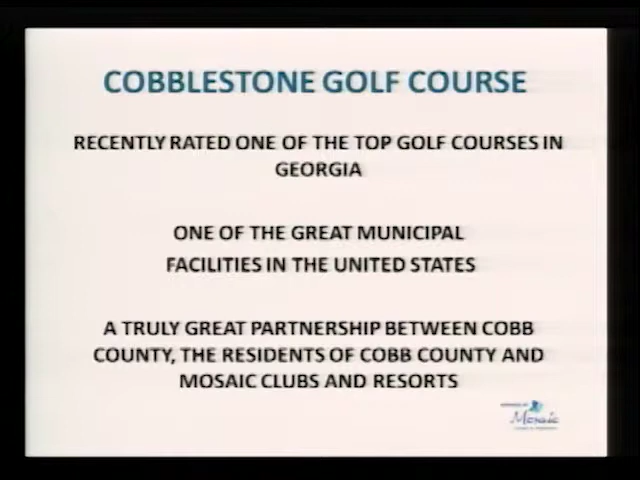 COBBLESTONE GOLF COURSE
RECENTLY RATED ONE OF THE TOP GOLF COURSES IN
GEORGIA
ONE OF THE GREAT MUNICIPAL
FACILITIES IN THE UNITED STATES
A TRULY GREAT PARTNERSHIP BETWEEN COBB
COUNTY, THE RESIDENTS OF COBB COUNTY AND
MOSAIC CLUBS AND RESORTS
Mosaic